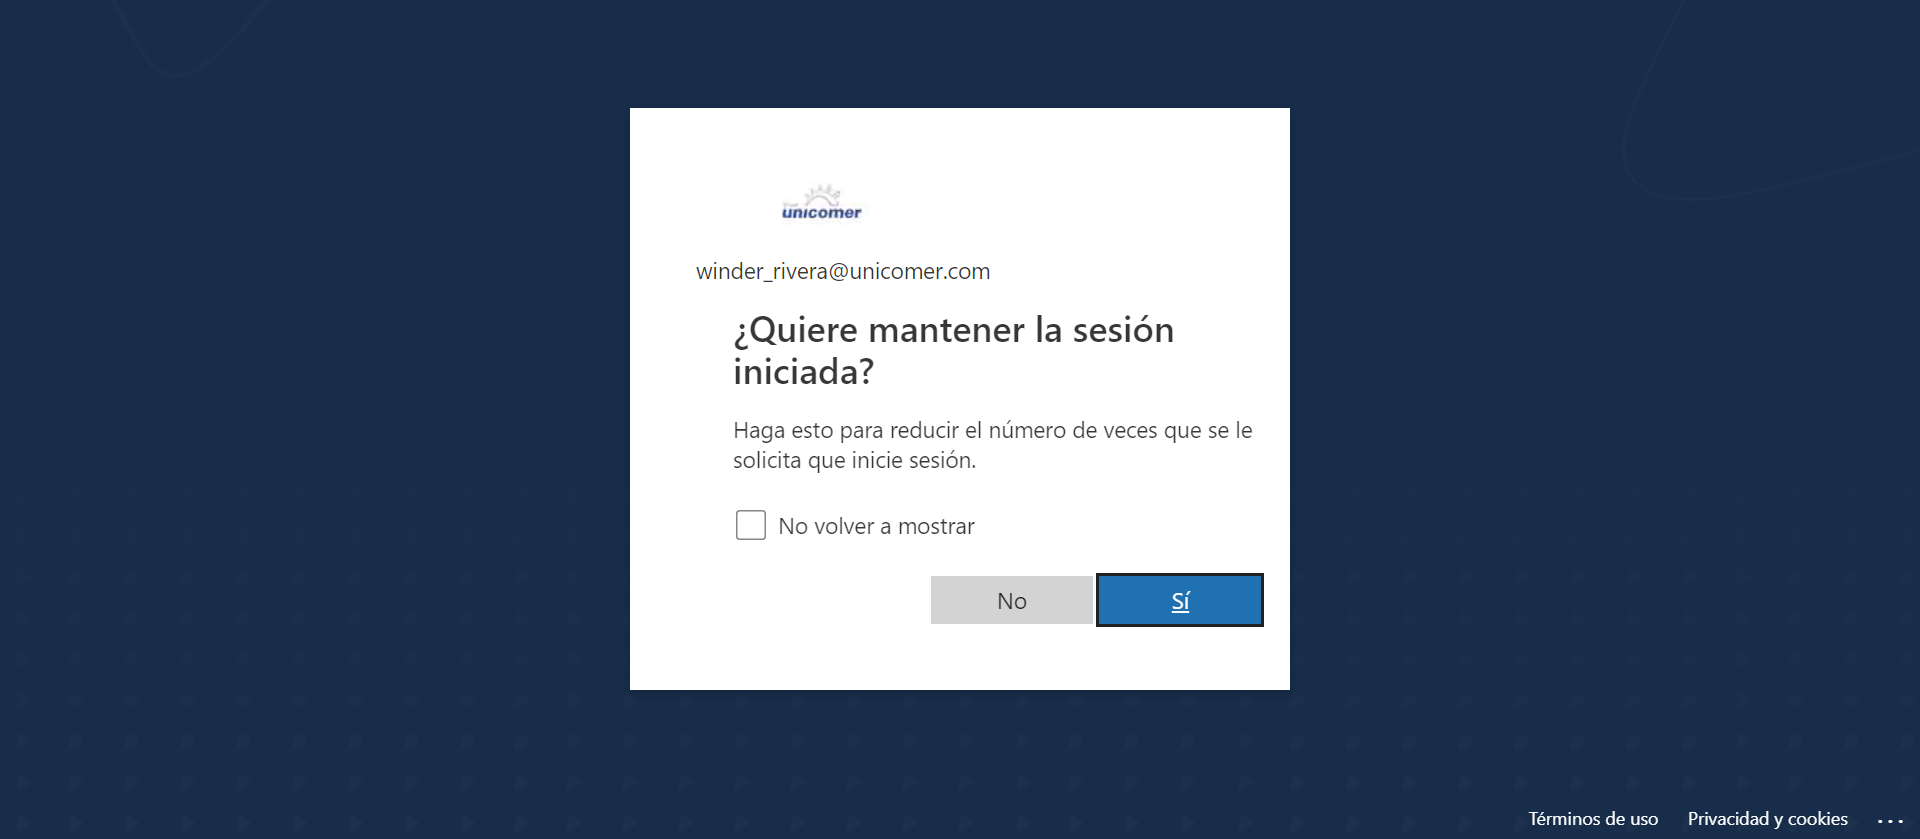 unicomer
winder_rivera@unicomer.com
¿Quiere mantener la sesión
iniciada?
Haga esto para reducir el número de veces que se le
solicita que inicie sesión.
No volver a mostrar
No
Sí
Términos de uso
Privacidad y cookies
...